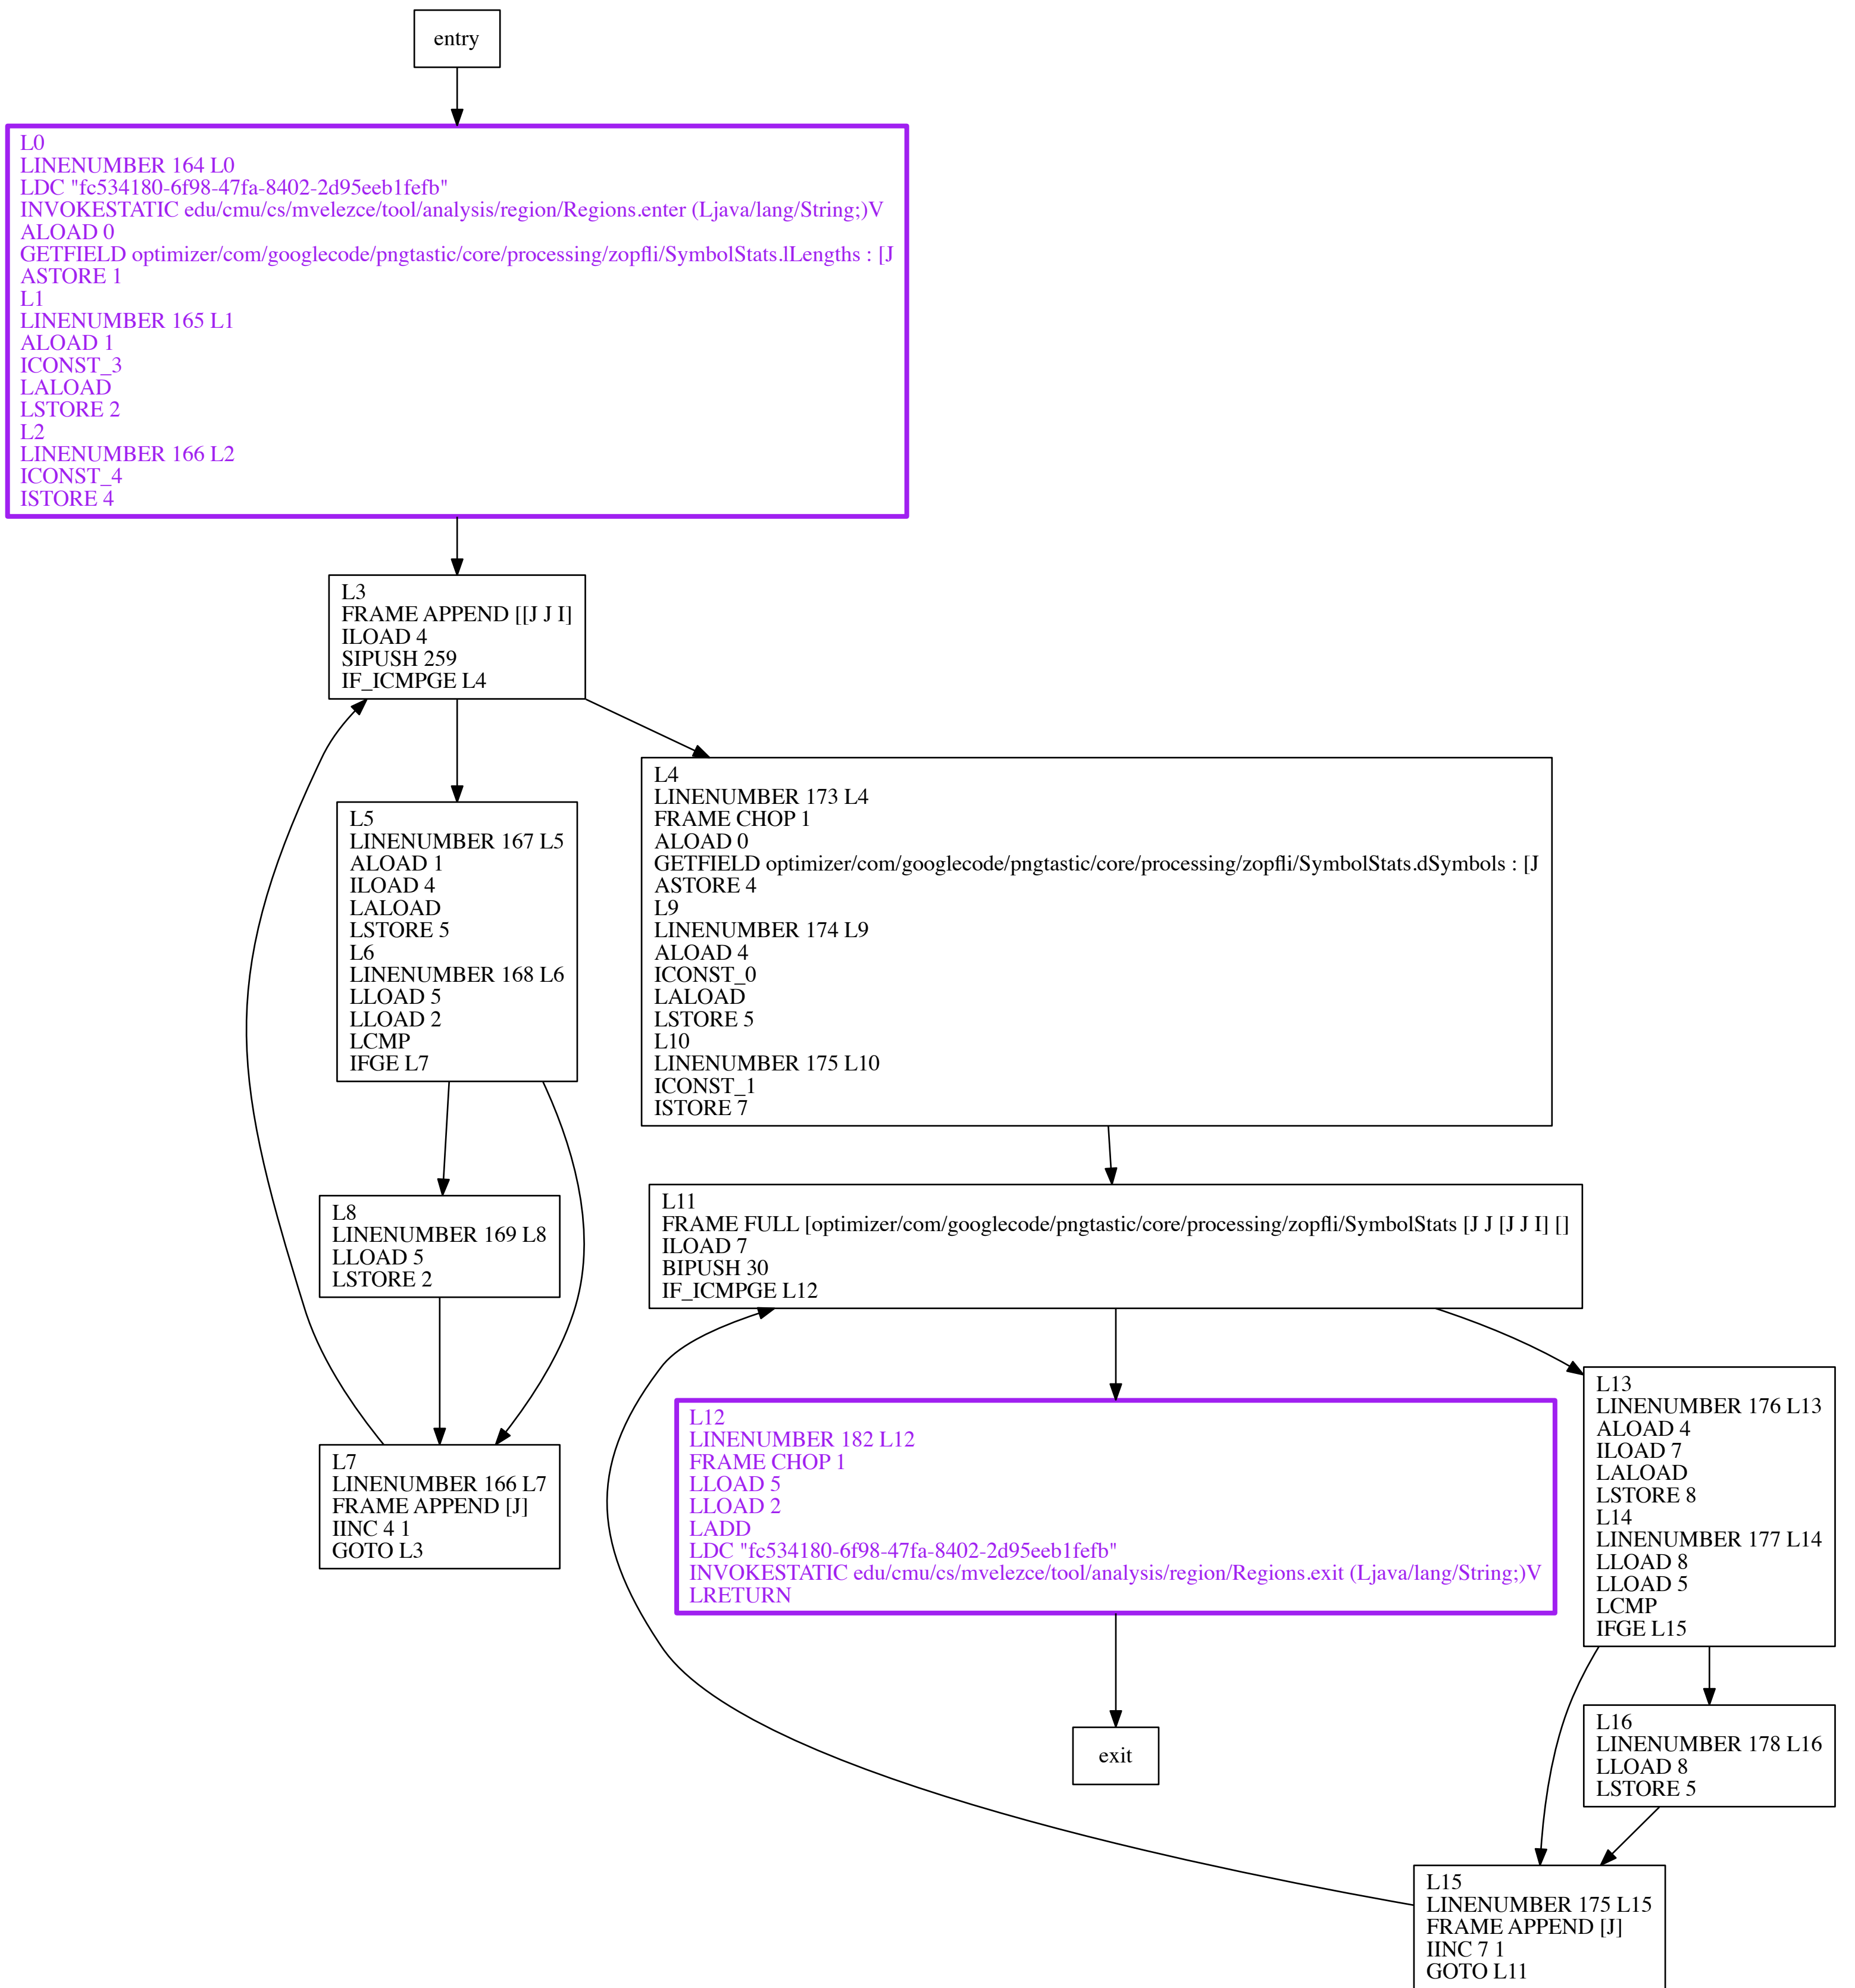 entry
L0
LINENUMBER 164 L0
LDC "fc534180-6f98-47fa-8402-2d95eeb1fefb"
INVOKESTATIC edu/cmu/cs/mvelezce/tool/analysis/region/Regions.enter (Ljava/lang/String;)V
ALOAD 0
GETFIELD optimizer/com/googlecode/pngtastic/core/processing/zopfli/SymbolStats.lLengths : [J
ASTORE 1
L1
LINENUMBER 165 L1
ALOAD 1
ICONST_3
LALOAD
LSTORE 2
L2
LINENUMBER 166 L2
ICONST_4
ISTORE 4
L3
FRAME APPEND [[J J I]
ILOAD 4
SIPUSH 259
IF_ICMPGE L4
L5
LINENUMBER 167 L5
ALOAD 1
ILOAD 4
LALOAD
LSTORE 5
L6
LINENUMBER 168 L6
LLOAD 5
LLOAD 2
LCMP
IFGE L7
L8
LINENUMBER 169 L8
LLOAD 5
LSTORE 2
L7
LINENUMBER 166 L7
FRAME APPEND [J]
IINC 4 1
GOTO L3
L4
LINENUMBER 173 L4
FRAME CHOP 1
ALOAD 0
GETFIELD optimizer/com/googlecode/pngtastic/core/processing/zopfli/SymbolStats.dSymbols : [J
ASTORE 4
L9
LINENUMBER 174 L9
ALOAD 4
ICONST_0
LALOAD
LSTORE 5
L10
LINENUMBER 175 L10
ICONST_1
ISTORE 7
L11
FRAME FULL [optimizer/com/googlecode/pngtastic/core/processing/zopfli/SymbolStats [J J [J J I] []
ILOAD 7
BIPUSH 30
IF_ICMPGE L12
L12
LINENUMBER 182 L12
FRAME CHOP 1
LLOAD 5
LLOAD 2
LADD
LDC "fc534180-6f98-47fa-8402-2d95eeb1fefb"
INVOKESTATIC edu/cmu/cs/mvelezce/tool/analysis/region/Regions.exit (Ljava/lang/String;)V
LRETURN
exit
L13
LINENUMBER 176 L13
ALOAD 4
ILOAD 7
LALOAD
LSTORE 8
L14
LINENUMBER 177 L14
LLOAD 8
LLOAD 5
LCMP
IFGE L15
L16
LINENUMBER 178 L16
LLOAD 8
LSTORE 5
L15
LINENUMBER 175 L15
FRAME APPEND [J]
IINC 7 1
GOTO L11